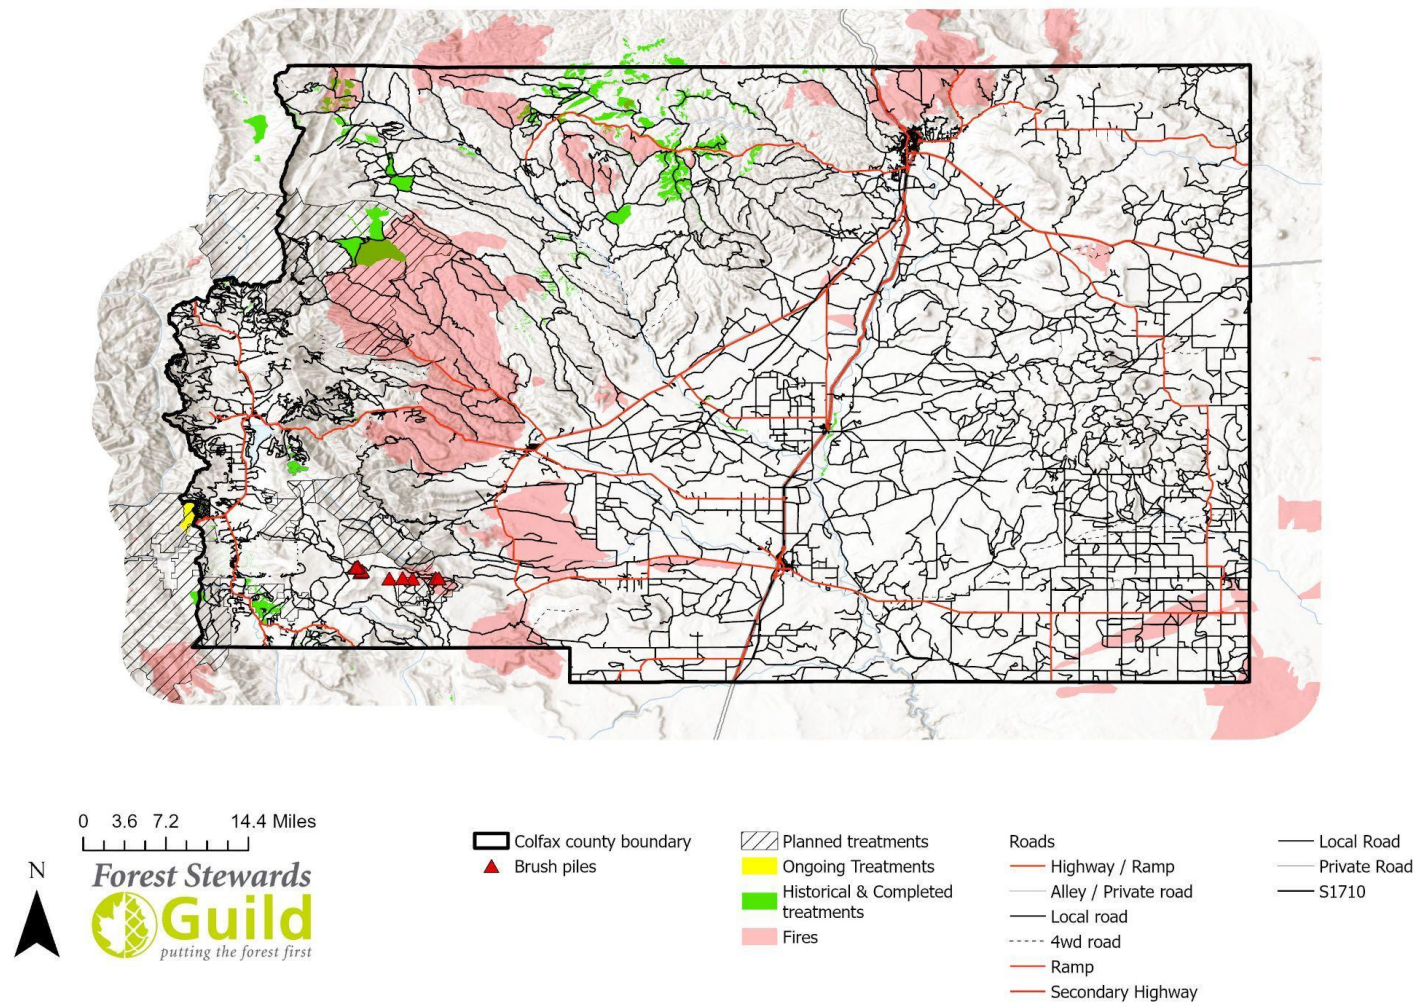 0 3.6 7.2 14.4 Miles
N
Forest Stewards
Guild
putting the forest first
Colfax county boundary
Brush piles
Planned treatments
Ongoing Treatments
Historical & Completed
treatments
Fires
Roads
Highway / Ramp
Alley / Private road
Local road
4wd road
Ramp
Secondary Highway
Local Road
Private Road
S1710